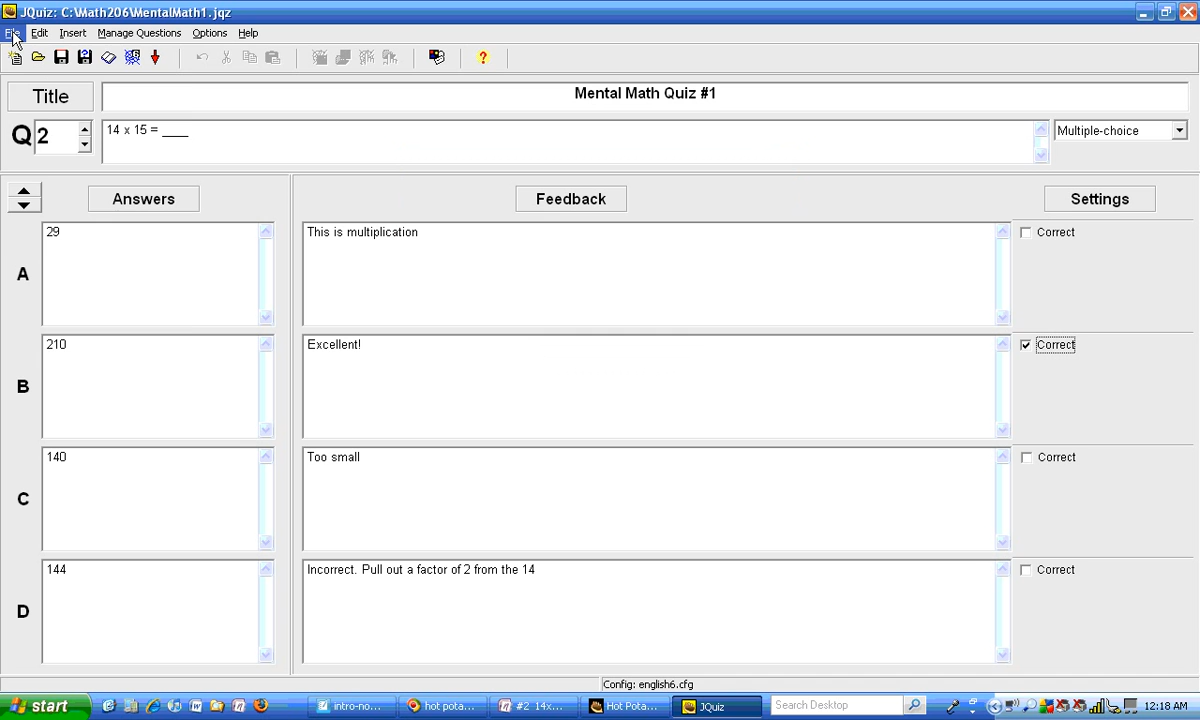 JQuiz: C:\Math206\MentalMath1.jqz
File Edit Insert Manage Questions Options Help
Title Mental Math Quiz #1
Q 2 14 x 15 = ____ Multiple-choice
Answers Feedback Settings
A 29 This is multiplication Correct
B 210 Excellent! Correct
C 140 Too small Correct
D 144 Incorrect. Pull out a factor of 2 from the 14 Correct
Config: english6.cfg
start intro-no... hot pota... #2 14x... Hot Pota... JQuiz Search Desktop 12:18 AM